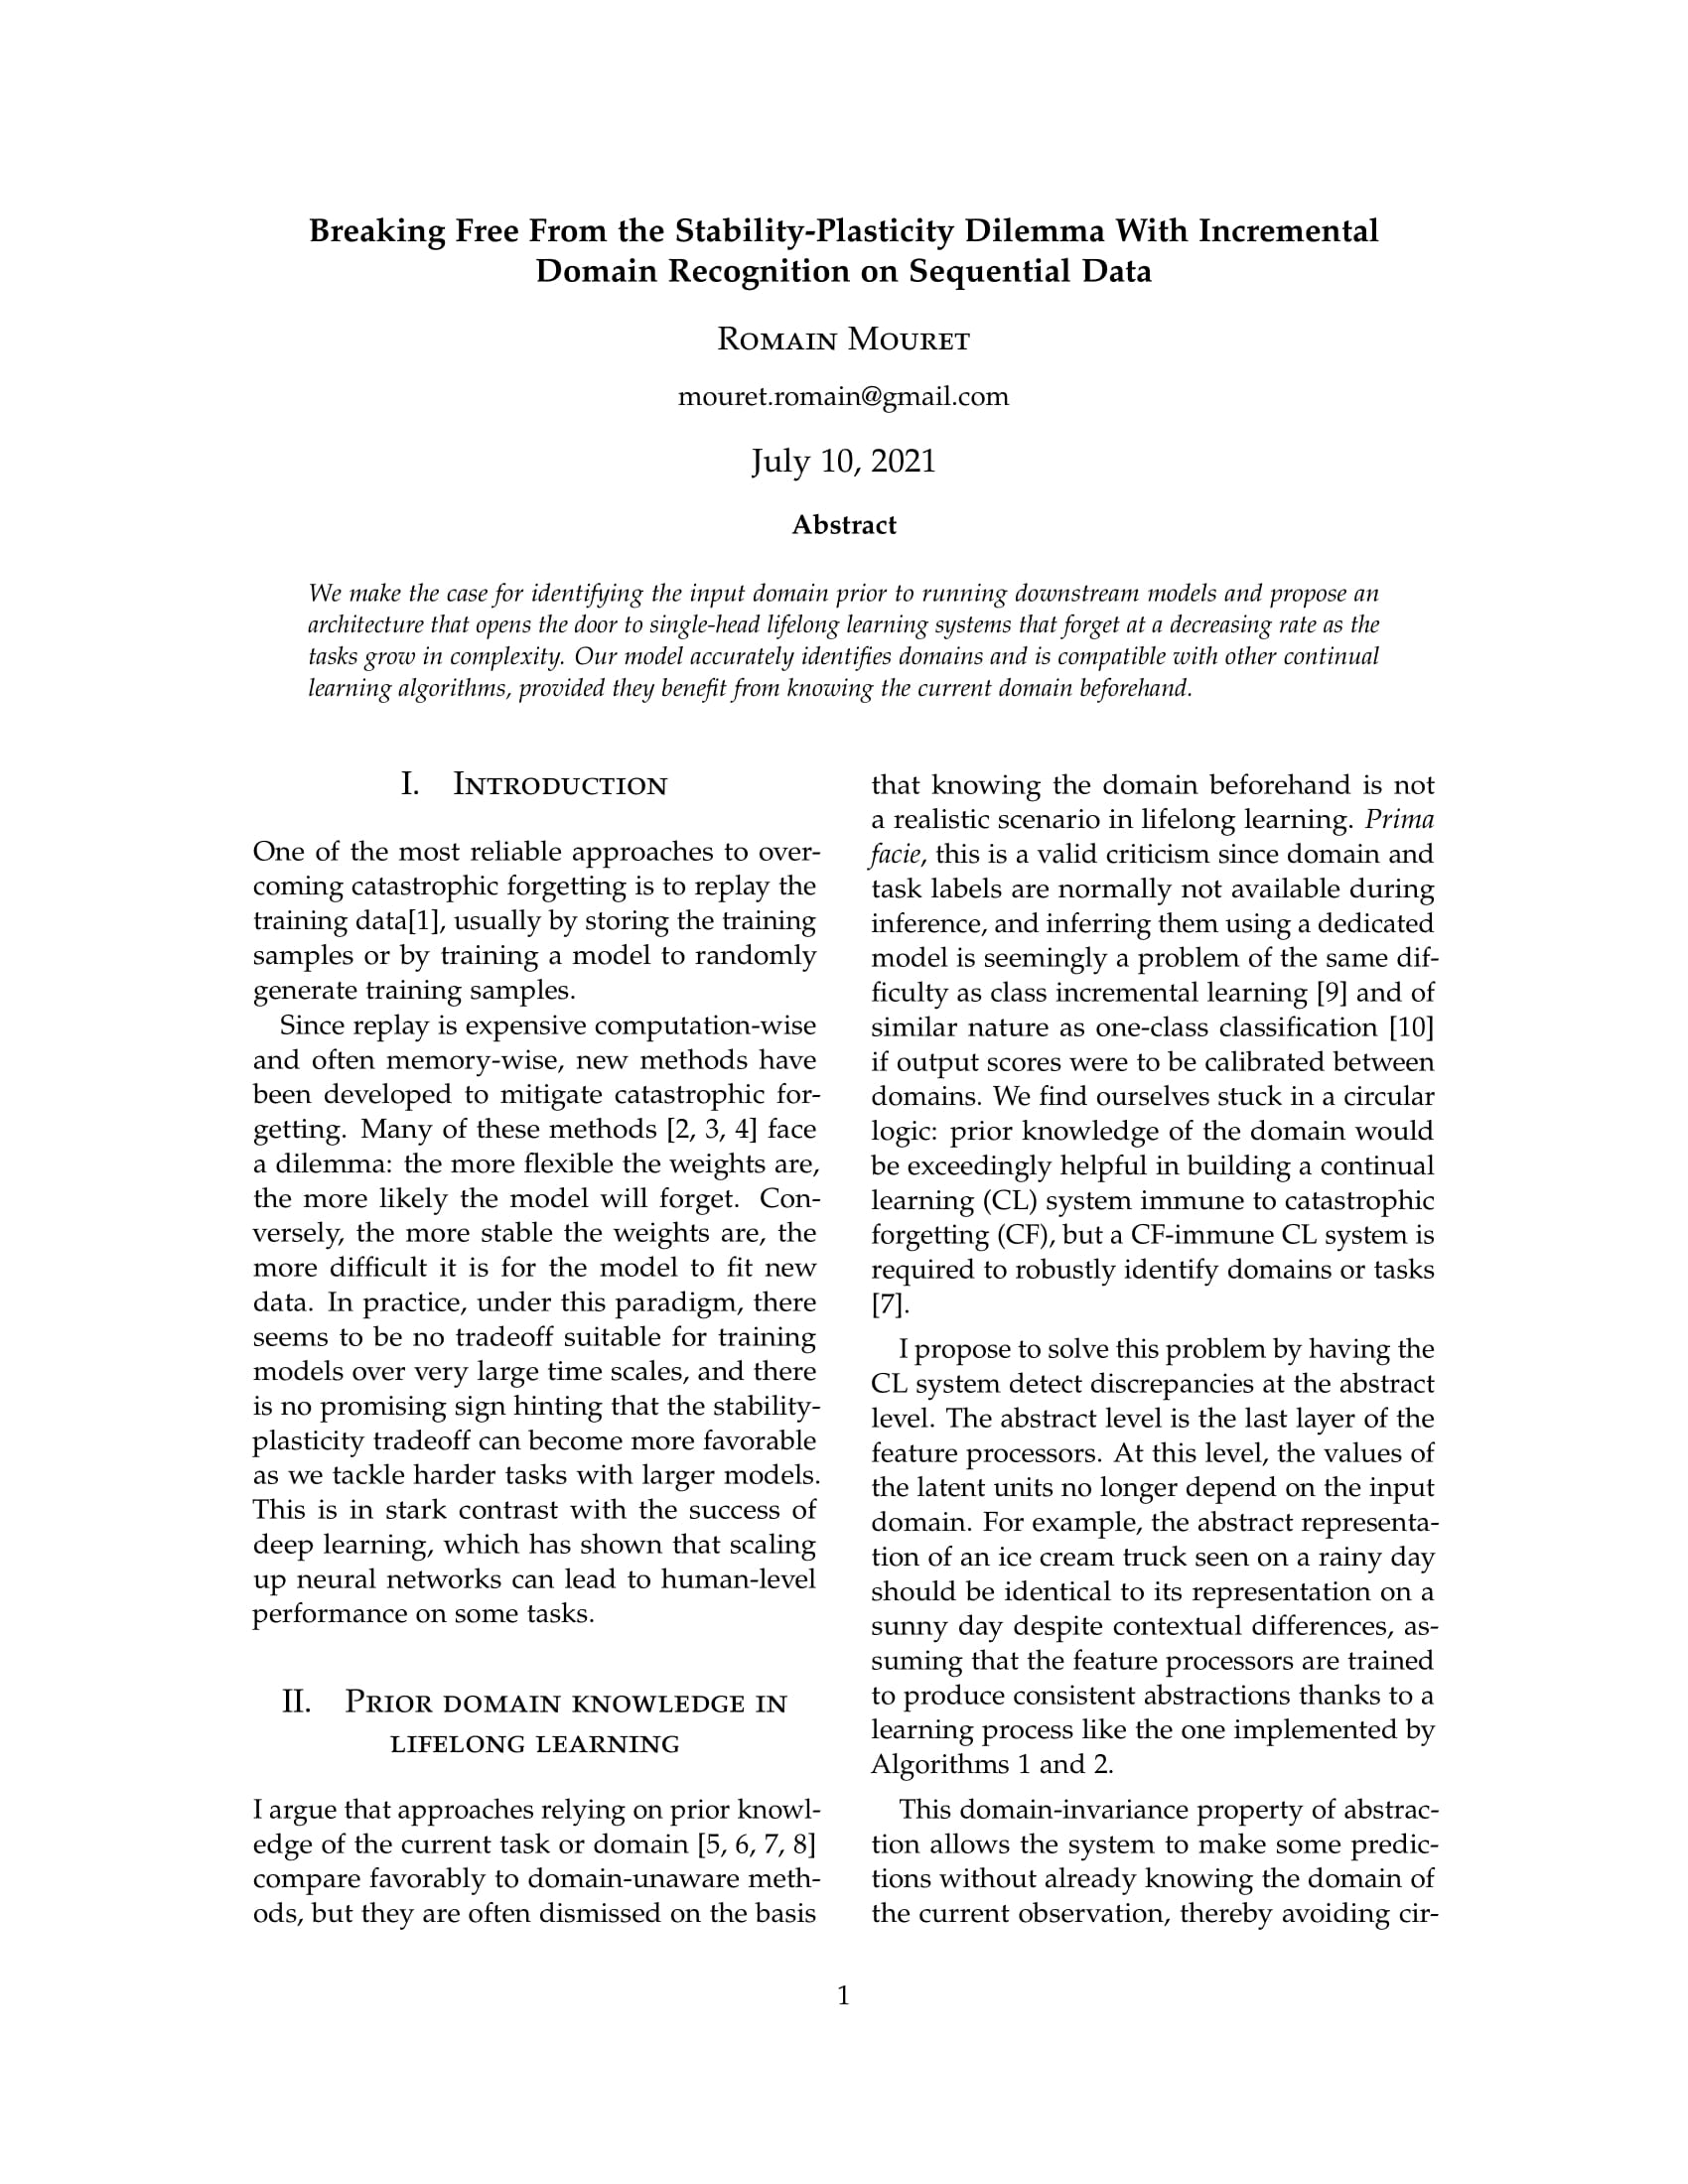 Breaking Free From the Stability-Plasticity Dilemma With Incremental
Domain Recognition on Sequential Data
Romain Mouret
mouret.romain@gmail.com
July 10, 2021
Abstract
We make the case for identifying the input domain prior to running downstream models and propose an
architecture that opens the door to single-head lifelong learning systems that forget at a decreasing rate as the
tasks grow in complexity. Our model accurately identifies domains and is compatible with other continual
learning algorithms, provided they benefit from knowing the current domain beforehand.
I. Introduction
One of the most reliable approaches to over-
coming catastrophic forgetting is to replay the
training data[1], usually by storing the training
samples or by training a model to randomly
generate training samples.
Since replay is expensive computation-wise
and often memory-wise, new methods have
been developed to mitigate catastrophic for-
getting. Many of these methods [2, 3, 4] face
a dilemma: the more flexible the weights are,
the more likely the model will forget. Con-
versely, the more stable the weights are, the
more difficult it is for the model to fit new
data. In practice, under this paradigm, there
seems to be no tradeoff suitable for training
models over very large time scales, and there
is no promising sign hinting that the stability-
plasticity tradeoff can become more favorable
as we tackle harder tasks with larger models.
This is in stark contrast with the success of
deep learning, which has shown that scaling
up neural networks can lead to human-level
performance on some tasks.
II. Prior domain knowledge in
lifelong learning
I argue that approaches relying on prior knowl-
edge of the current task or domain [5, 6, 7, 8]
compare favorably to domain-unaware meth-
ods, but they are often dismissed on the basis
that knowing the domain beforehand is not
a realistic scenario in lifelong learning. Prima
facie, this is a valid criticism since domain and
task labels are normally not available during
inference, and inferring them using a dedicated
model is seemingly a problem of the same dif-
ficulty as class incremental learning [9] and of
similar nature as one-class classification [10]
if output scores were to be calibrated between
domains. We find ourselves stuck in a circular
logic: prior knowledge of the domain would
be exceedingly helpful in building a continual
learning (CL) system immune to catastrophic
forgetting (CF), but a CF-immune CL system is
required to robustly identify domains or tasks
[7].
I propose to solve this problem by having the
CL system detect discrepancies at the abstract
level. The abstract level is the last layer of the
feature processors. At this level, the values of
the latent units no longer depend on the input
domain. For example, the abstract representa-
tion of an ice cream truck seen on a rainy day
should be identical to its representation on a
sunny day despite contextual differences, as-
suming that the feature processors are trained
to produce consistent abstractions thanks to a
learning process like the one implemented by
Algorithms 1 and 2.
This domain-invariance property of abstrac-
tion allows the system to make some predic-
tions without already knowing the domain of
the current observation, thereby avoiding cir-
1